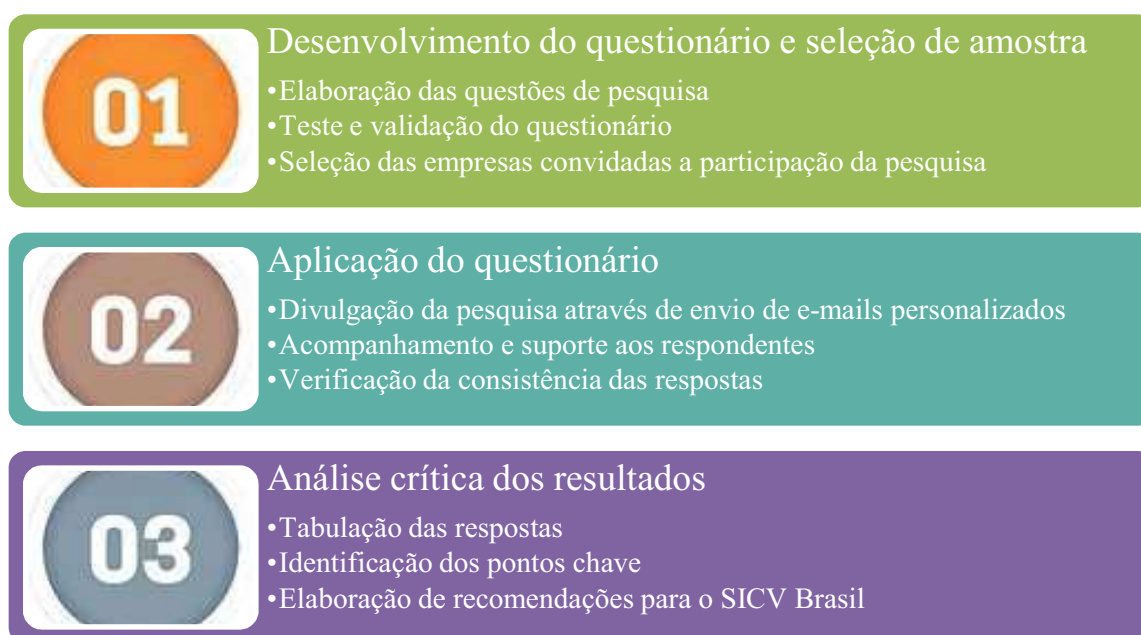 01
Desenvolvimento do questionário e seleção de amostra
•Elaboração das questões de pesquisa
•Teste e validação do questionário
•Seleção das empresas convidadas a participação da pesquisa
02
Aplicação do questionário
•Divulgação da pesquisa através de envio de e-mails personalizados
•Acompanhamento e suporte aos respondentes
•Verificação da consistência das respostas
03
Análise crítica dos resultados
•Tabulação das respostas
•Identificação dos pontos chave
•Elaboração de recomendações para o SICV Brasil